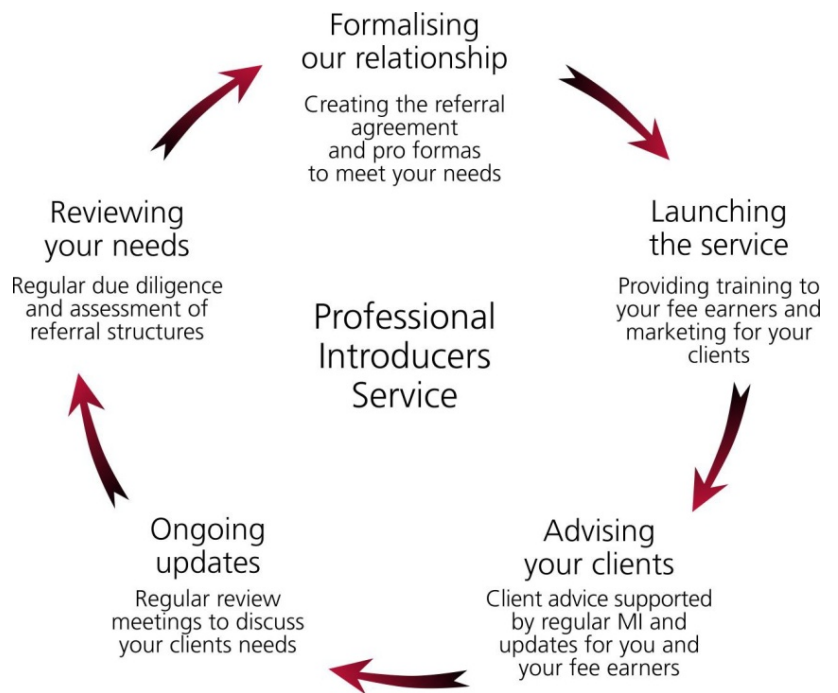 Formalising
our relationship
Creating the referral
agreement
and pro formas
to meet your needs
Launching
the service
Providing training to
your fee earners and
marketing for your
clients
Advising
your clients
Client advice supported
by regular MI and
updates for you and
your fee earners
Ongoing
updates
Regular review
meetings to discuss
your clients needs
Reviewing
your needs
Regular due diligence
and assessment of
referral structures
Professional
Introducers
Service